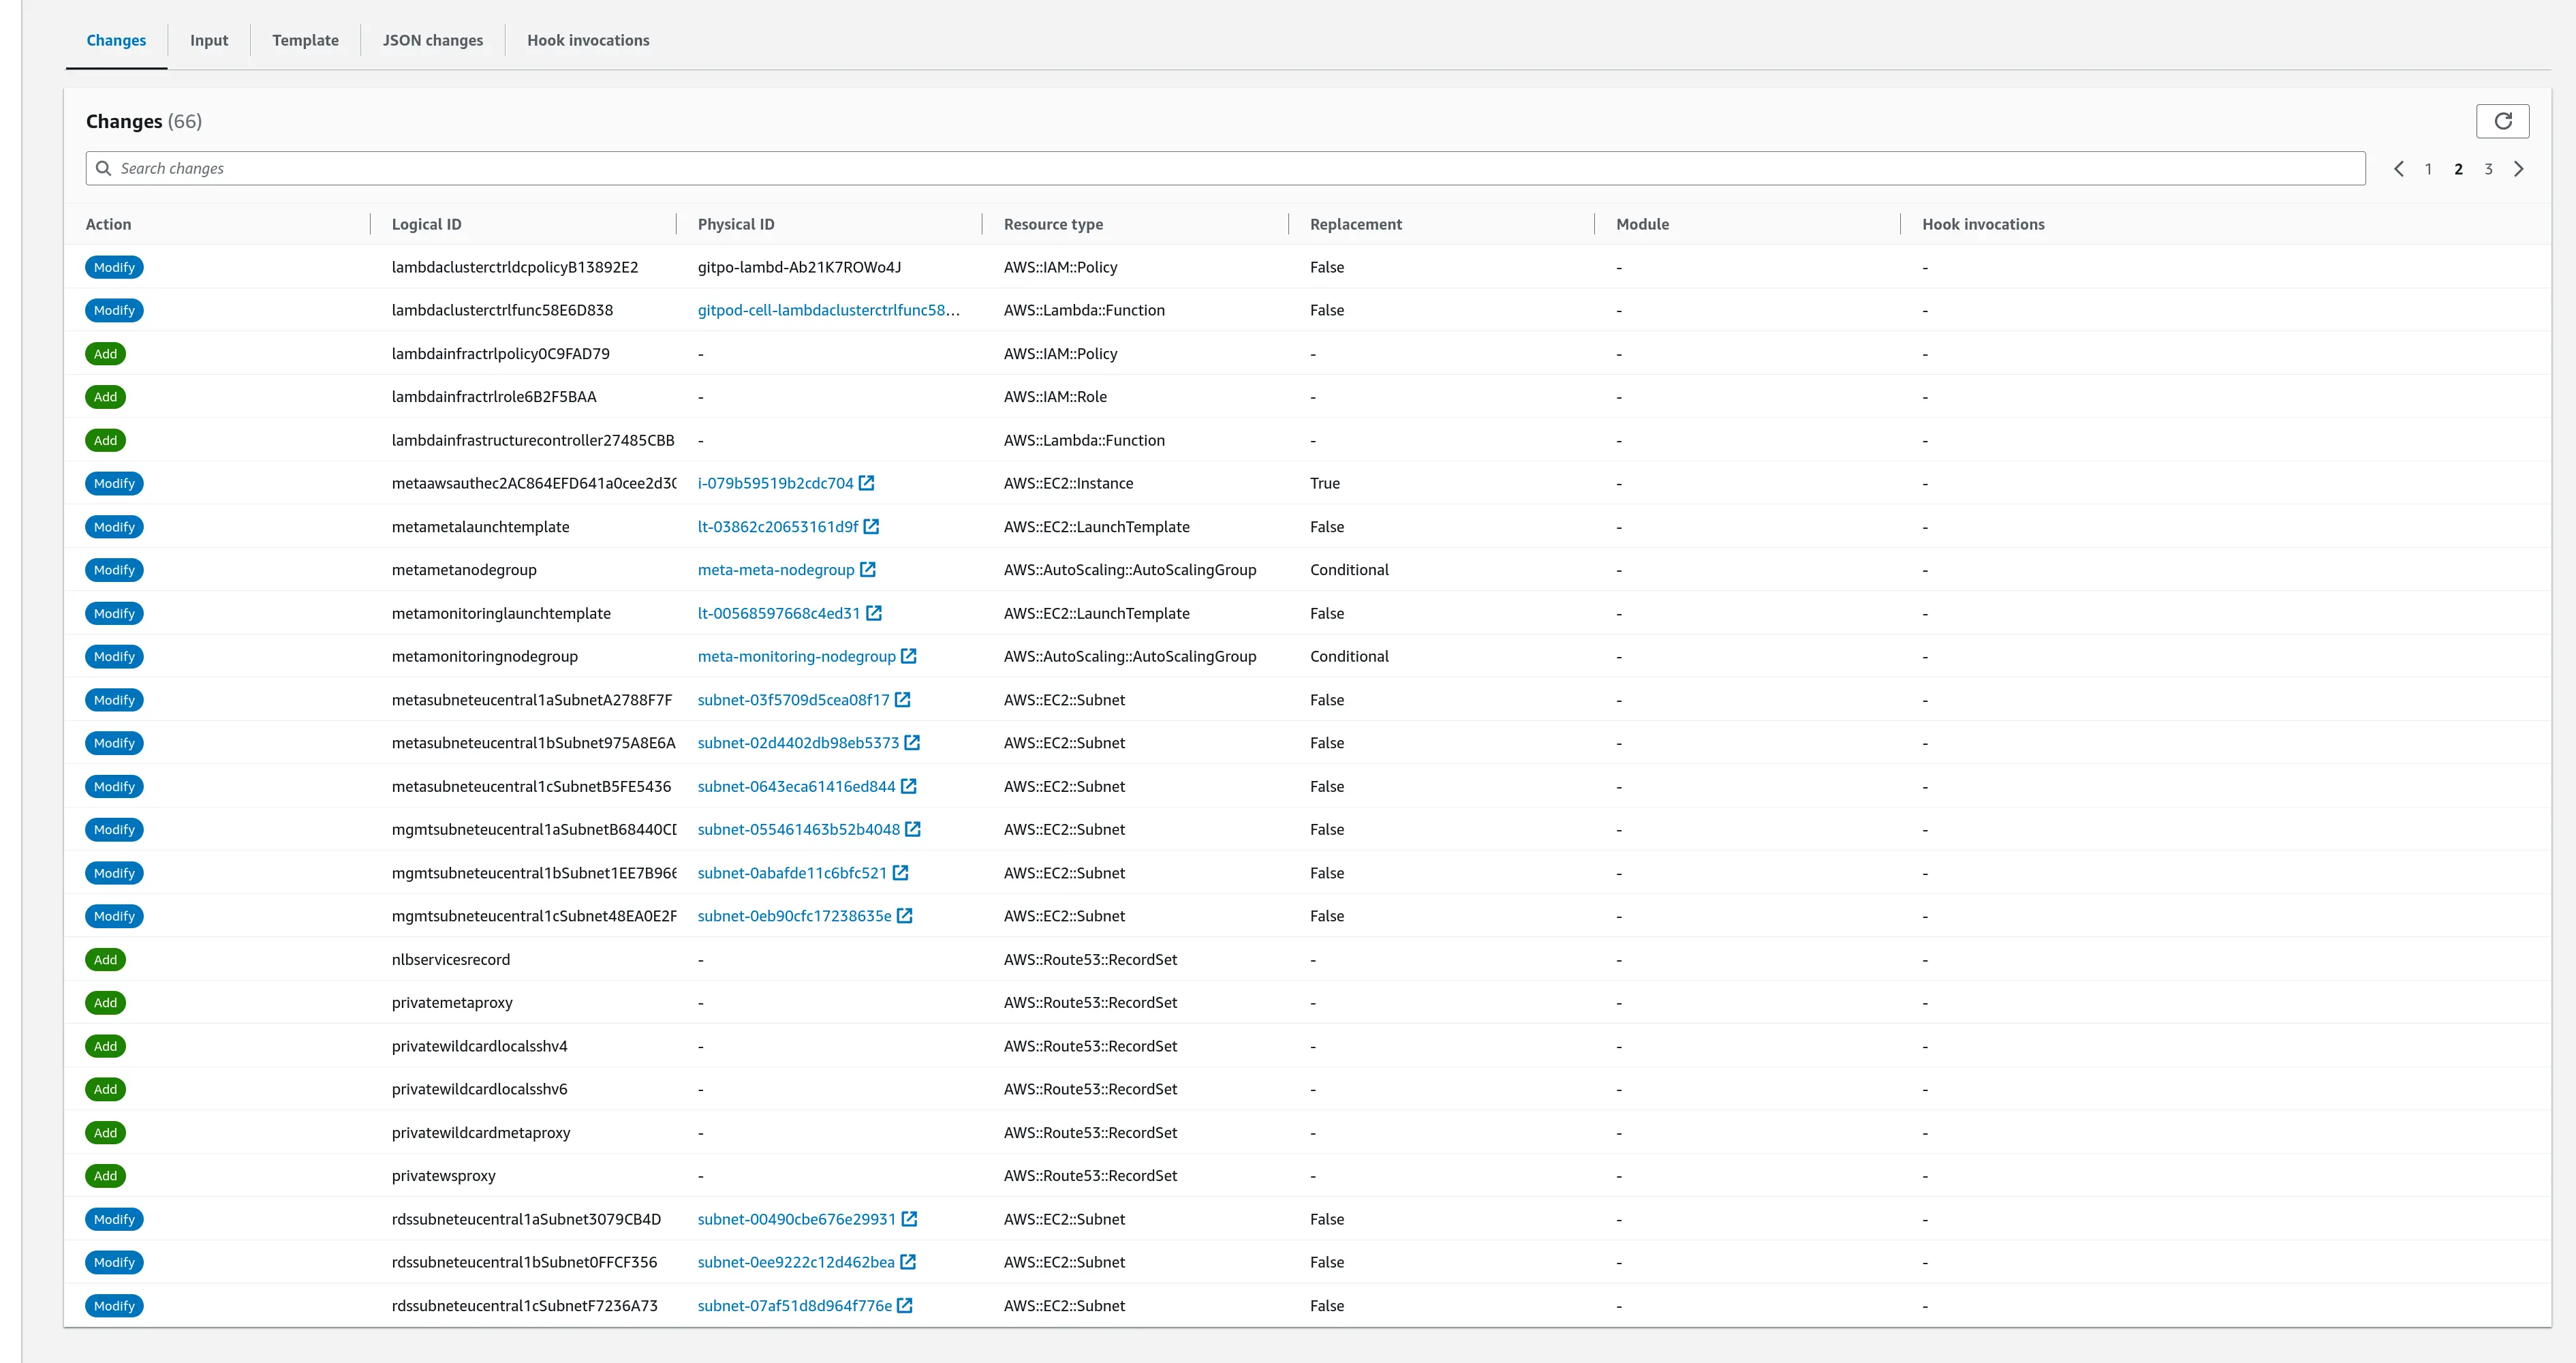 Changes Input Template JSON changes Hook invocations
Changes (66)
Search changes 1 2 3
Action Logical ID Physical ID Resource type Replacement Module Hook invocations
Modify lambdaclusterctrldcpolicyB13892E2 gitpo-lambd-Ab21K7ROWo4J AWS::IAM::Policy False - -
Modify lambdaclusterctrlfunc58E6D838 gitpod-cell-lambdaclusterctrlfunc58... AWS::Lambda::Function False - -
Add lambdainfractrlpolicy0C9FAD79 - AWS::IAM::Policy - - -
Add lambdainfractrlrole6B2F5BAA - AWS::IAM::Role - - -
Add lambdainfrastructurecontroller27485CBB - AWS::Lambda::Function - - -
Modify metaawsauthec2AC864EFD641a0cee2d3 i-079b59519b2cdc704 AWS::EC2::Instance True - -
Modify metametalaunchtemplate lt-03862c20653161d9f AWS::EC2::LaunchTemplate False - -
Modify metametanodegroup meta-meta-nodegroup AWS::AutoScaling::AutoScalingGroup Conditional - -
Modify metamonitoringlaunchtemplate lt-00568597668c4ed31 AWS::EC2::LaunchTemplate False - -
Modify metamonitoringnodegroup meta-monitoring-nodegroup AWS::AutoScaling::AutoScalingGroup Conditional - -
Modify metasubneteucentral1aSubnetA2788F7F subnet-03f5709d5cea08f17 AWS::EC2::Subnet False - -
Modify metasubneteucentral1bSubnet975A8E6A subnet-02d4402db98eb5373 AWS::EC2::Subnet False - -
Modify metasubneteucentral1cSubnetB5FE5436 subnet-0643eca61416ed844 AWS::EC2::Subnet False - -
Modify mgmtsubneteucentral1aSubnetB68440C subnet-055461463b52b4048 AWS::EC2::Subnet False - -
Modify mgmtsubneteucentral1bSubnet1EE7B96 subnet-0abafde11c6bfc521 AWS::EC2::Subnet False - -
Modify mgmtsubneteucentral1cSubnet48EA0E2F subnet-0eb90cfc17238635e AWS::EC2::Subnet False - -
Add nlbservicesrecord - AWS::Route53::RecordSet - - -
Add privatemetaproxy - AWS::Route53::RecordSet - - -
Add privatewildcardlocalsshv4 - AWS::Route53::RecordSet - - -
Add privatewildcardlocalsshv6 - AWS::Route53::RecordSet - - -
Add privatewildcardmetaproxy - AWS::Route53::RecordSet - - -
Add privatewsproxy - AWS::Route53::RecordSet - - -
Modify rdssubneteucentral1aSubnet3079CB4D subnet-00490cbe676e29931 AWS::EC2::Subnet False - -
Modify rdssubneteucentral1bSubnet0FFCF356 subnet-0ee9222c12d462bea AWS::EC2::Subnet False - -
Modify rdssubneteucentral1cSubnetF7236A73 subnet-07af51d8d964f776e AWS::EC2::Subnet False - -